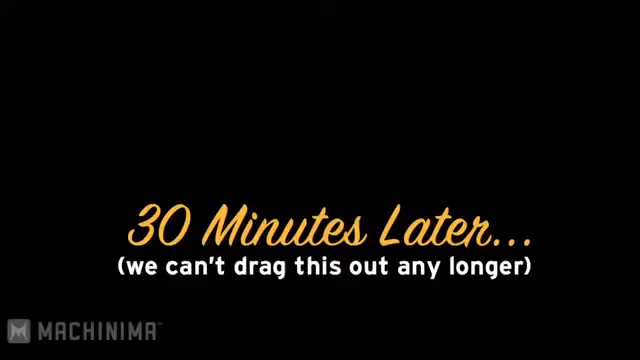 30 Minutes Later...
(we can't drag this out any longer)
MACHINIMA